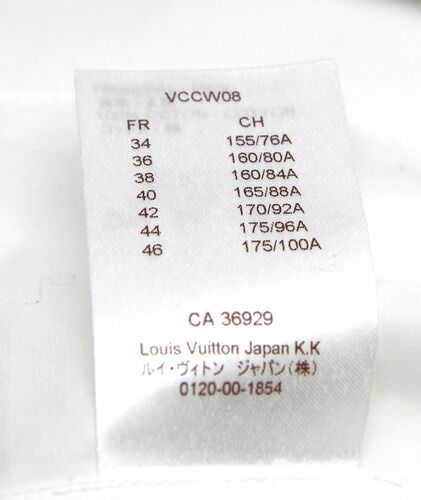 VCCW08
FR CH
34 155/76A
36 160/80A
38 160/84A
40 165/88A
42 170/92A
44 175/96A
46 175/100A
CA 36929
Louis Vuitton Japan K.K
ルイ・ヴィトン ジャパン(株)
0120-00-1854